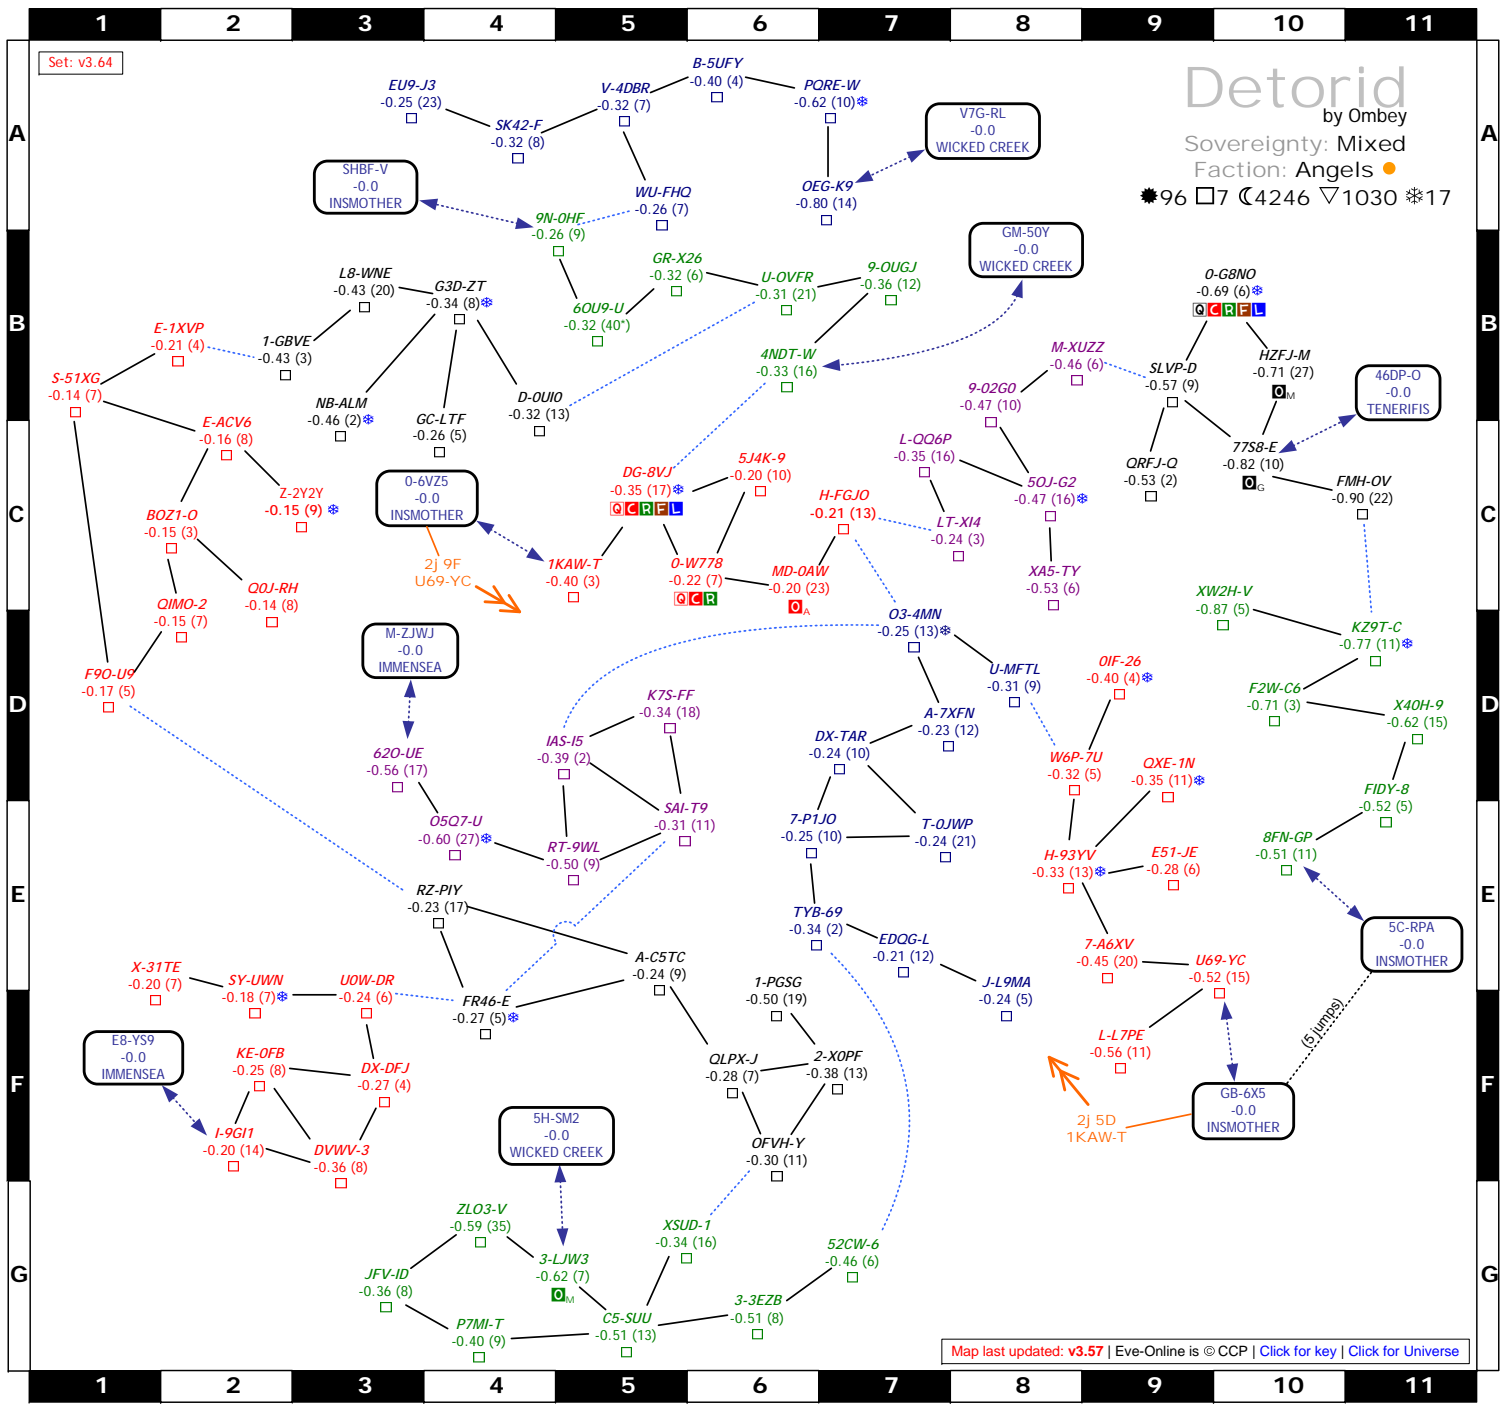 1 2 3 4 5 6 7 8 9 10 11
A
B
C
D
E
F
G
A
B
C
D
E
F
G
Set: v3.64
Detorid
by Ombey
Sovereignty: Mixed
Faction: Angels
96 7 4246 1030 17
EU9-J3
-0.25 (23)
SK42-F
-0.32 (8)
V-4DBR
-0.32 (7)
B-5UFY
-0.40 (4)
PQRE-W
-0.62 (10)
V7G-RL
-0.0
WICKED CREEK
SHBF-V
-0.0
INSMOTHER
WU-FHQ
-0.26 (7)
OEG-K9
-0.80 (14)
9N-0HF
-0.26 (9)
GM-50Y
-0.0
WICKED CREEK
L8-WNE
-0.43 (20)
G3D-ZT
-0.34 (8)
GR-X26
-0.32 (6)
U-OVFR
-0.31 (21)
9-OUGJ
-0.36 (12)
0-G8NO
-0.69 (6)
Q C R F L
6OU9-U
-0.32 (40*)
E-1XVP
-0.21 (4)
1-GBVE
-0.43 (3)
4NDT-W
-0.33 (16)
M-XUZZ
-0.46 (6)
SLVP-D
-0.57 (9)
HZFJ-M
-0.71 (27)
O M
S-51XG
-0.14 (7)
NB-ALM
-0.46 (2)
GC-LTF
-0.26 (5)
D-0UI0
-0.32 (13)
9-02G0
-0.47 (10)
46DP-O
-0.0
TENERIFIS
E-ACV6
-0.16 (8)
L-QQ6P
-0.35 (16)
77S8-E
-0.82 (10)
O G
Z-2Y2Y
-0.15 (9)
0-6VZ5
-0.0
INSMOTHER
DG-8VJ
-0.35 (17)
Q C R F L
5J4K-9
-0.20 (10)
H-FGJO
-0.21 (13)
5OJ-G2
-0.47 (16)
QRFJ-Q
-0.53 (2)
FMH-OV
-0.90 (22)
BOZ1-O
-0.15 (3)
LT-XI4
-0.24 (3)
2j 9F
U69-YC
1KAW-T
-0.40 (3)
0-W778
-0.22 (7)
Q C R
MD-0AW
-0.20 (23)
O A
XA5-TY
-0.53 (6)
Q0J-RH
-0.14 (8)
QIMO-2
-0.15 (7)
XW2H-V
-0.87 (5)
M-ZJWJ
-0.0
IMMENSEA
O3-4MN
-0.25 (13)
KZ9T-C
-0.77 (11)
F9O-U9
-0.17 (5)
U-MFTL
-0.31 (9)
0IF-26
-0.40 (4)
F2W-C6
-0.71 (3)
K7S-FF
-0.34 (18)
A-7XFN
-0.23 (12)
X40H-9
-0.62 (15)
62O-UE
-0.56 (17)
IAS-I5
-0.39 (2)
DX-TAR
-0.24 (10)
W6P-7U
-0.32 (5)
QXE-1N
-0.35 (11)
FIDY-8
-0.52 (5)
O5Q7-U
-0.60 (27)
SAI-T9
-0.31 (11)
7-P1JO
-0.25 (10)
T-0JWP
-0.24 (21)
8FN-GP
-0.51 (11)
RT-9WL
-0.50 (9)
H-93YV
-0.33 (13)
E51-JE
-0.28 (6)
RZ-PIY
-0.23 (17)
TYB-69
-0.34 (2)
5C-RPA
-0.0
INSMOTHER
EDQG-L
-0.21 (12)
7-A6XV
-0.45 (20)
U69-YC
-0.52 (15)
A-C5TC
-0.24 (9)
X-31TE
-0.20 (7)
SY-UWN
-0.18 (7)
U0W-DR
-0.24 (6)
1-PGSG
-0.50 (19)
J-L9MA
-0.24 (5)
FR46-E
-0.27 (5)
(5 jumps)
E8-YS9
-0.0
IMMENSEA
KE-0FB
-0.25 (8)
DX-DFJ
-0.27 (4)
QLPX-J
-0.28 (7)
2-X0PF
-0.38 (13)
L-L7PE
-0.56 (11)
GB-6X5
-0.0
INSMOTHER
2j 5D
1KAW-T
5H-SM2
-0.0
WICKED CREEK
I-9GI1
-0.20 (14)
DVWV-3
-0.36 (8)
OFVH-Y
-0.30 (11)
ZLO3-V
-0.59 (35)
XSUD-1
-0.34 (16)
52CW-6
-0.46 (6)
3-LJW3
-0.62 (7)
O M
JFV-ID
-0.36 (8)
3-3EZB
-0.51 (8)
P7MI-T
-0.40 (9)
C5-SUU
-0.51 (13)
Map last updated: v3.57 | Eve-Online is © CCP | Click for key | Click for Universe
1 2 3 4 5 6 7 8 9 10 11